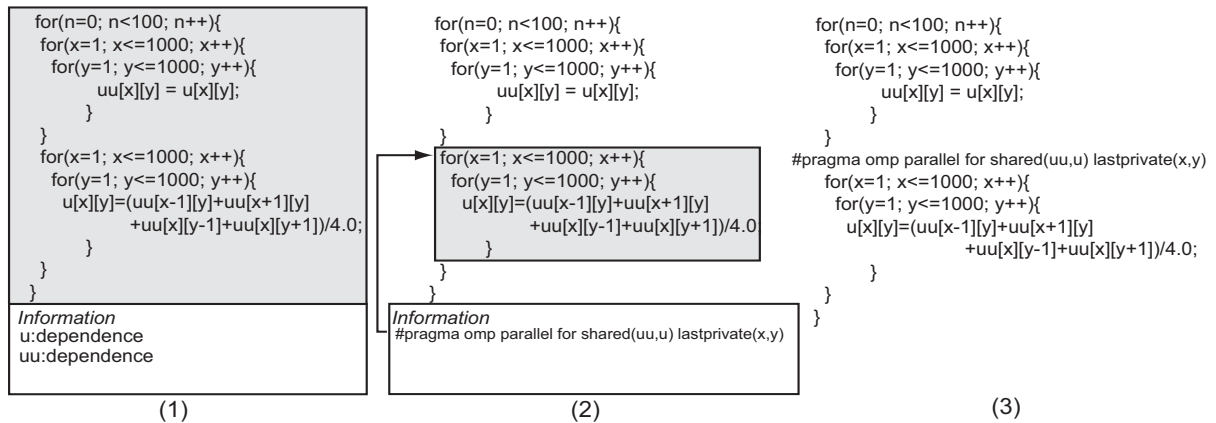 for(n=0; n<100; n++){
for(x=1; x<=1000; x++){
for(y=1; y<=1000; y++){
uu[x][y] = u[x][y];
}
}
for(x=1; x<=1000; x++){
for(y=1; y<=1000; y++){
u[x][y]=(uu[x-1][y]+uu[x+1][y]
+uu[x][y-1]+uu[x][y+1])/4.0;
}
}
}
Information
u:dependence
uu:dependence
(1)
for(n=0; n<100; n++){
for(x=1; x<=1000; x++){
for(y=1; y<=1000; y++){
uu[x][y] = u[x][y];
}
}
for(x=1; x<=1000; x++){
for(y=1; y<=1000; y++){
u[x][y]=(uu[x-1][y]+uu[x+1][y]
+uu[x][y-1]+uu[x][y+1])/4.0;
}
}
}
Information
#pragma omp parallel for shared(uu,u) lastprivate(x,y)
(2)
for(n=0; n<100; n++){
for(x=1; x<=1000; x++){
for(y=1; y<=1000; y++){
uu[x][y] = u[x][y];
}
}
#pragma omp parallel for shared(uu,u) lastprivate(x,y)
for(x=1; x<=1000; x++){
for(y=1; y<=1000; y++){
u[x][y]=(uu[x-1][y]+uu[x+1][y]
+uu[x][y-1]+uu[x][y+1])/4.0;
}
}
}
(3)